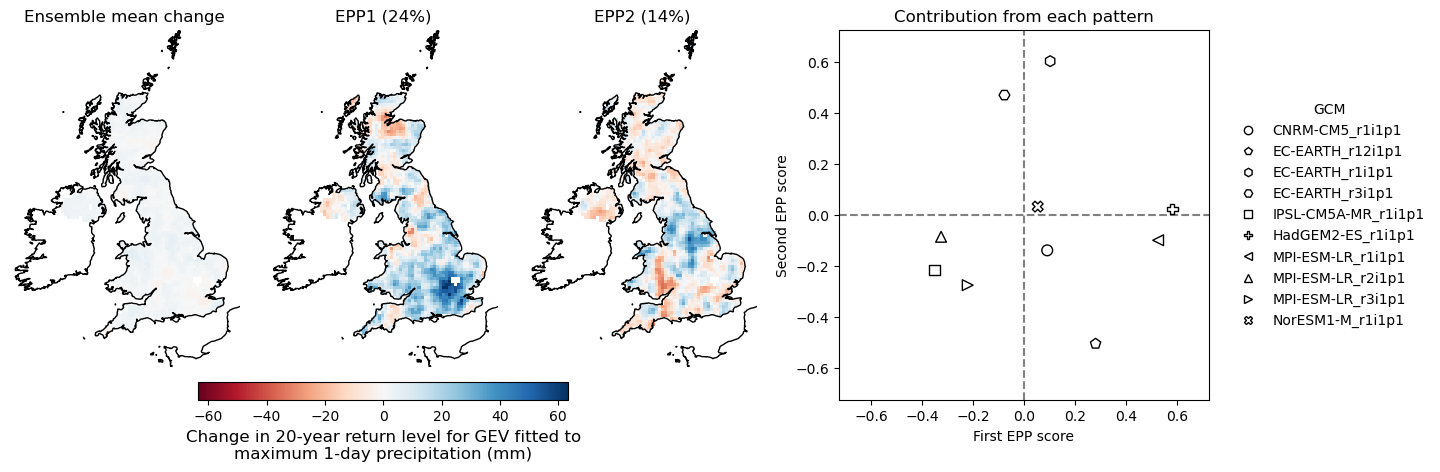 Ensemble mean change
EPP1 (24%)
EPP2 (14%)
−60 −40 −20 0 20 40 60
Change in 20-year return level for GEV fitted to
maximum 1-day precipitation (mm)
Contribution from each pattern
Second EPP score
0.6
0.4
0.2
0.0
−0.2
−0.4
−0.6
−0.6 −0.4 −0.2 0.0 0.2 0.4 0.6
First EPP score
GCM
CNRM-CM5_r1i1p1
EC-EARTH_r12i1p1
EC-EARTH_r1i1p1
EC-EARTH_r3i1p1
IPSL-CM5A-MR_r1i1p1
HadGEM2-ES_r1i1p1
MPI-ESM-LR_r1i1p1
MPI-ESM-LR_r2i1p1
MPI-ESM-LR_r3i1p1
NorESM1-M_r1i1p1